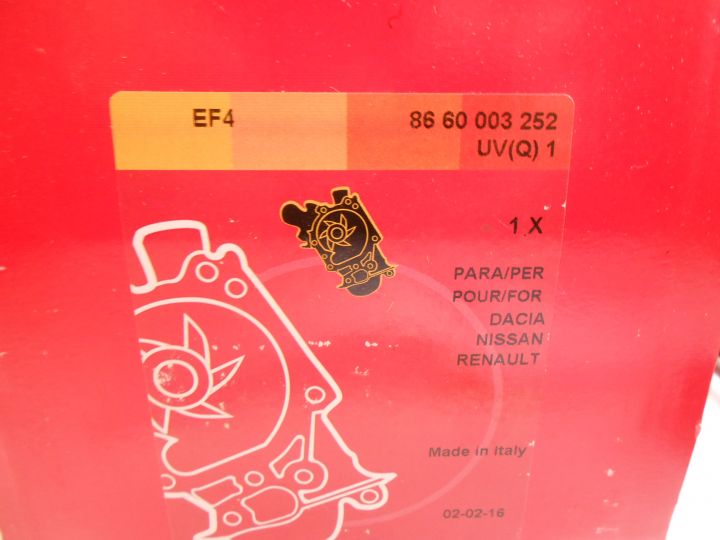 EF4 86 60 003 252
UV(Q) 1
1 X
PARA/PER
POUR/FOR
DACIA
NISSAN
RENAULT
Made in Italy
02-02-16